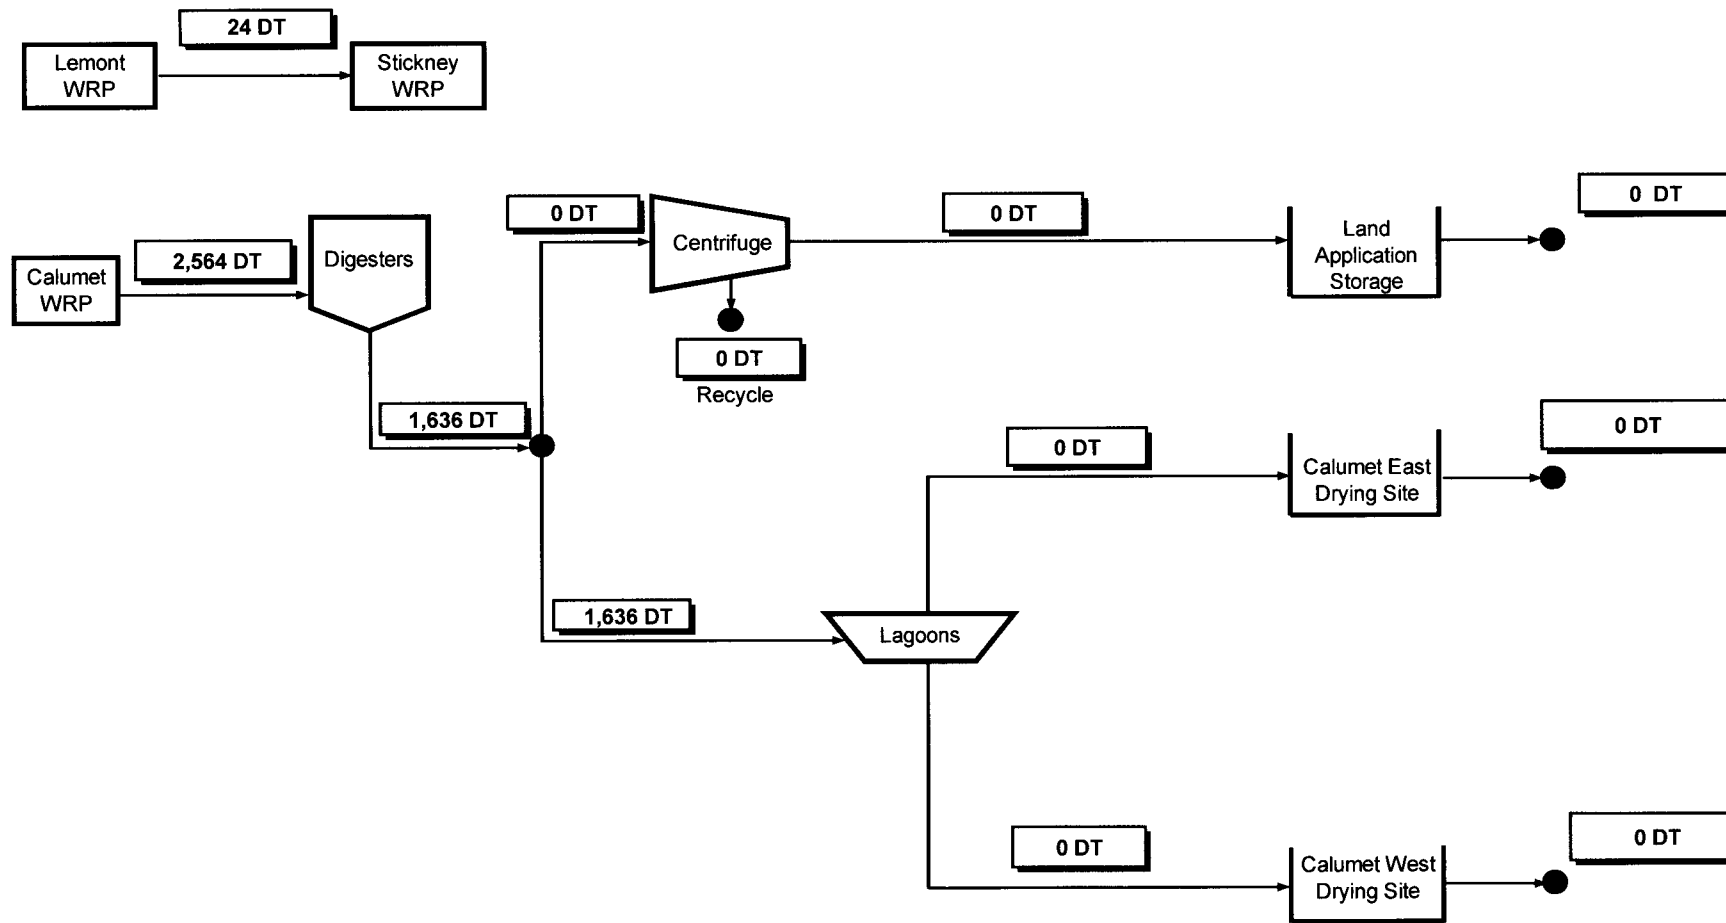 24 DT
Lemont
WRP
Stickney
WRP
0 DT
0 DT
0 DT
Centrifuge
Land
Application
Storage
2,564 DT
Digesters
Calumet
WRP
0 DT
Recycle
1,636 DT
0 DT
0 DT
Calumet East
Drying Site
1,636 DT
Lagoons
0 DT
0 DT
Calumet West
Drying Site